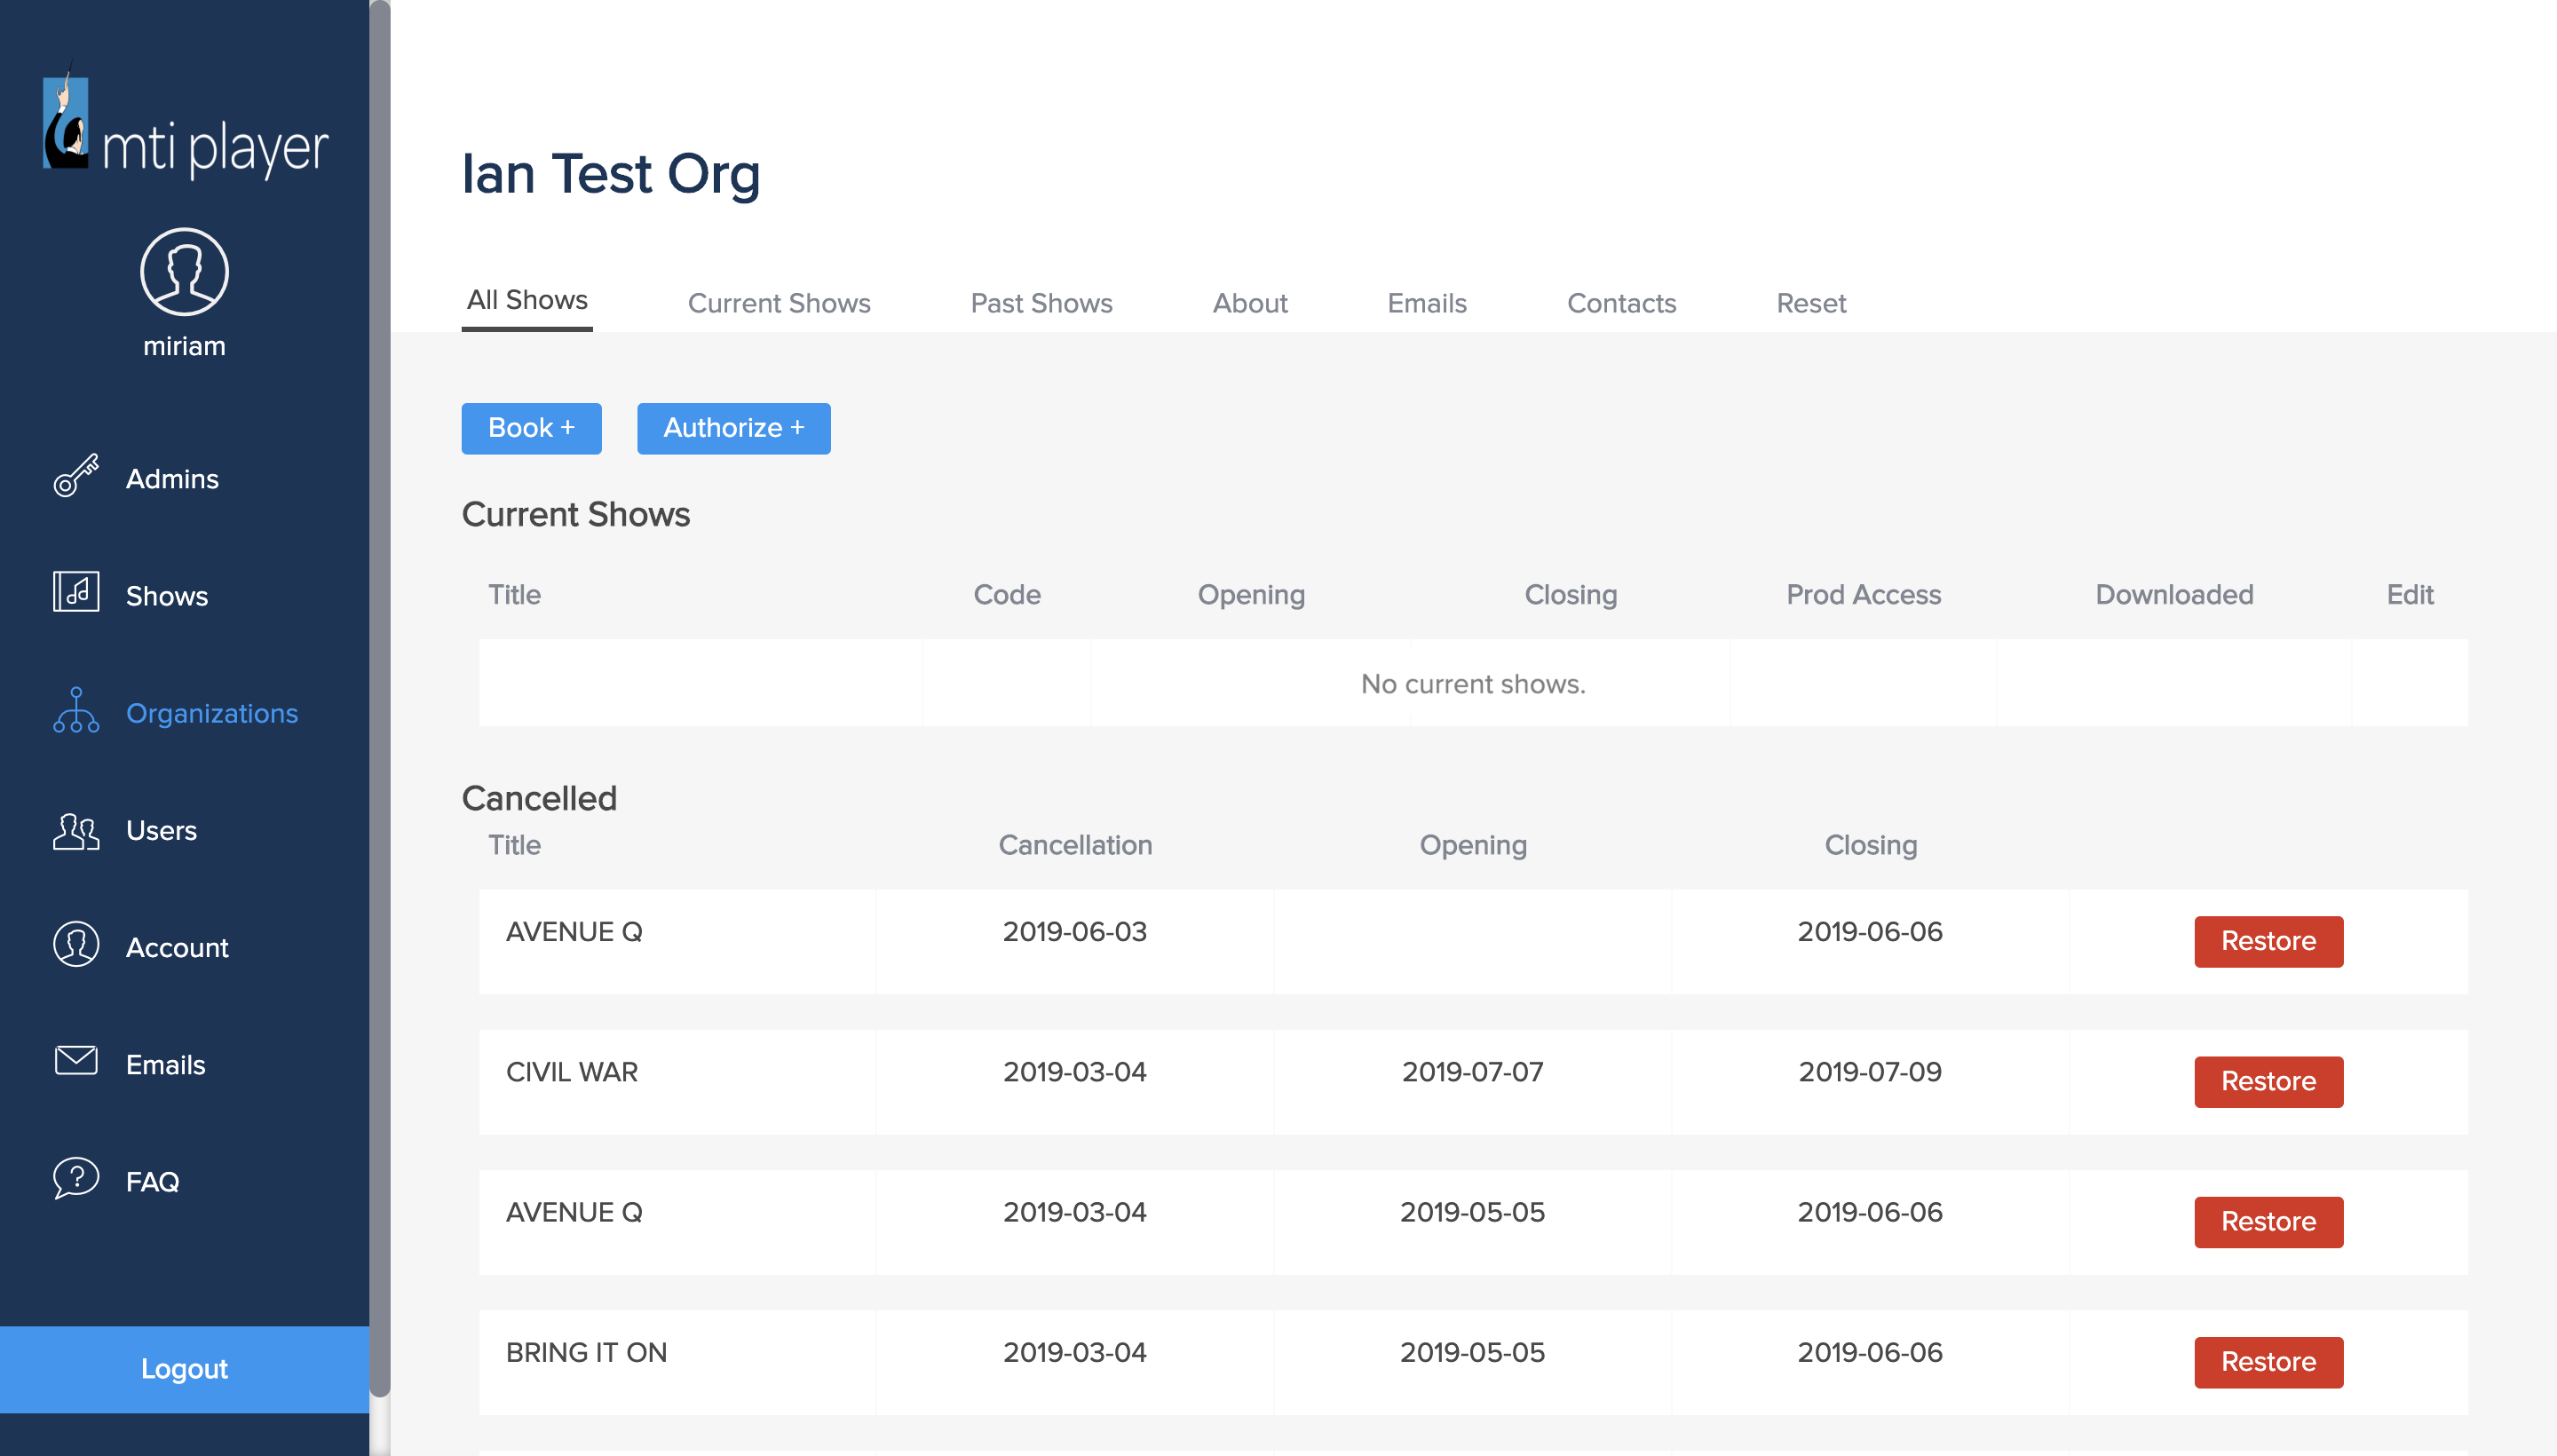 mti player
miriam
Admins
Shows
Organizations
Users
Account
Emails
FAQ
Logout
Ian Test Org
All Shows Current Shows Past Shows About Emails Contacts Reset
Book + Authorize +
Current Shows
Title Code Opening Closing Prod Access Downloaded Edit
No current shows.
Cancelled
Title Cancellation Opening Closing
AVENUE Q 2019-06-03 2019-06-06 Restore
CIVIL WAR 2019-03-04 2019-07-07 2019-07-09 Restore
AVENUE Q 2019-03-04 2019-05-05 2019-06-06 Restore
BRING IT ON 2019-03-04 2019-05-05 2019-06-06 Restore